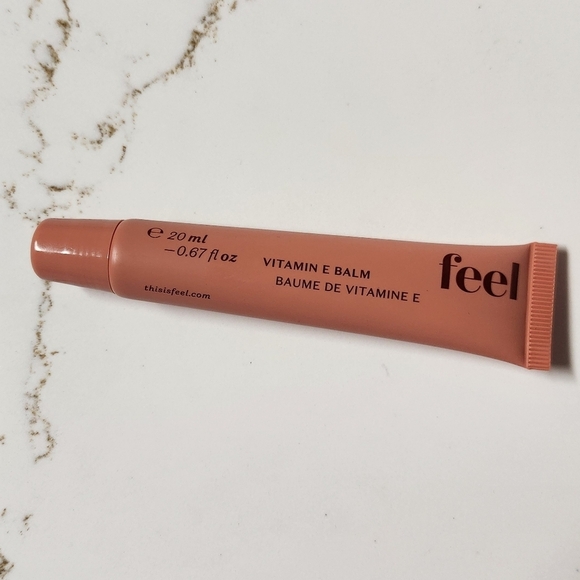 ℮ 20 ml
–0.67 fl oz
thisisfeel.com
VITAMIN E BALM
BAUME DE VITAMINE E
feel